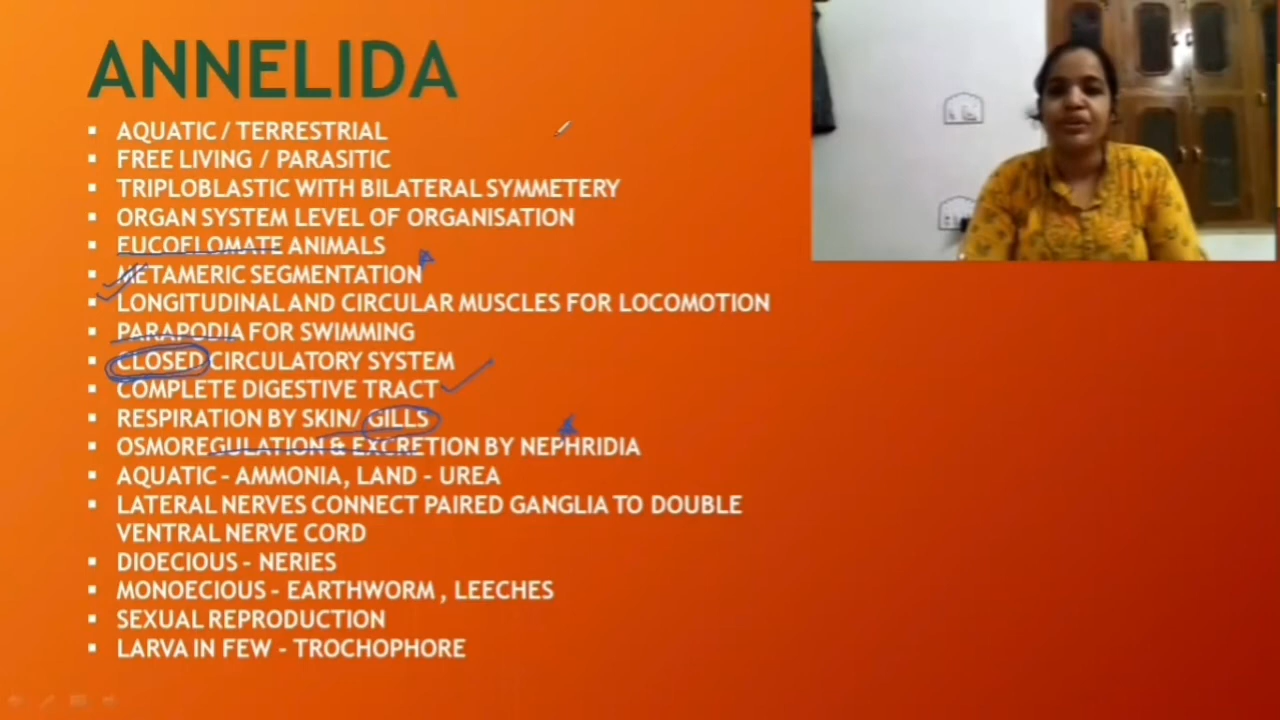 ANNELIDA
▪ AQUATIC / TERRESTRIAL
▪ FREE LIVING / PARASITIC
▪ TRIPLOBLASTIC WITH BILATERAL SYMMETERY
▪ ORGAN SYSTEM LEVEL OF ORGANISATION
▪ EUCOELOMATE ANIMALS
▪ METAMERIC SEGMENTATION
▪ LONGITUDINAL AND CIRCULAR MUSCLES FOR LOCOMOTION
▪ PARAPODIA FOR SWIMMING
▪ CLOSED CIRCULATORY SYSTEM
▪ COMPLETE DIGESTIVE TRACT
▪ RESPIRATION BY SKIN/ GILLS
▪ OSMOREGULATION & EXCRETION BY NEPHRIDIA
▪ AQUATIC - AMMONIA, LAND - UREA
▪ LATERAL NERVES CONNECT PAIRED GANGLIA TO DOUBLE
VENTRAL NERVE CORD
▪ DIOECIOUS - NERIES
▪ MONOECIOUS - EARTHWORM , LEECHES
▪ SEXUAL REPRODUCTION
▪ LARVA IN FEW - TROCHOPHORE